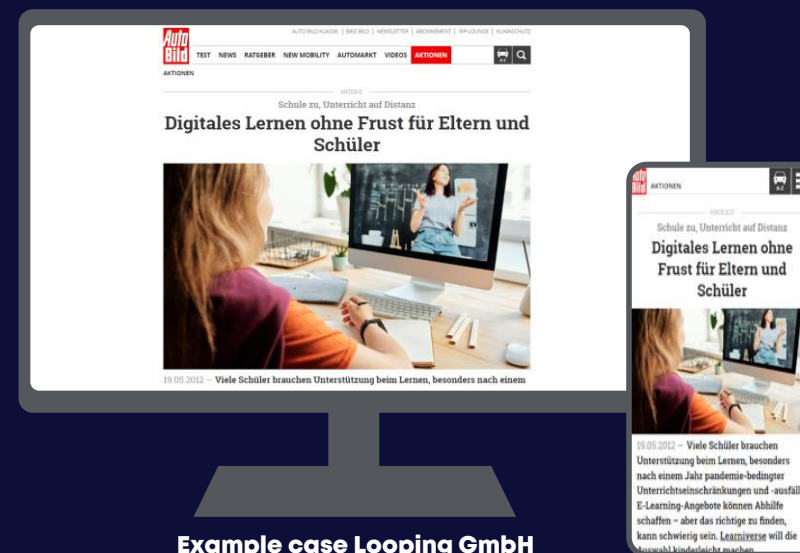 AUTO BILD KLASSIK | BIKE BILD | NEWSLETTER | ABONNEMENT | VIP-LOUNGE | KLIMASCHUTZ
Auto
Bild
TEST NEWS RATGEBER NEW MOBILITY AUTOMARKT VIDEOS AKTIONEN
A-Z
AKTIONEN
ANZEIGE
Schule zu, Unterricht auf Distanz
Digitales Lernen ohne Frust für Eltern und
Schüler
19.05.2012 — Viele Schüler brauchen Unterstützung beim Lernen, besonders nach einem
Auto
Bild
AKTIONEN
A-Z
ANZEIGE
Schule zu, Unterricht auf Distanz
Digitales Lernen ohne
Frust für Eltern und
Schüler
19.05.2012 — Viele Schüler brauchen
Unterstützung beim Lernen, besonders
nach einem Jahr pandemie-bedingter
Unterrichtseinschränkungen und -ausfäll
E-Learning-Angebote können Abhilfe
schaffen – aber das richtige zu finden,
kann schwierig sein. Learniverse will die
Auswahl kinderleicht machen
Example case Looping GmbH